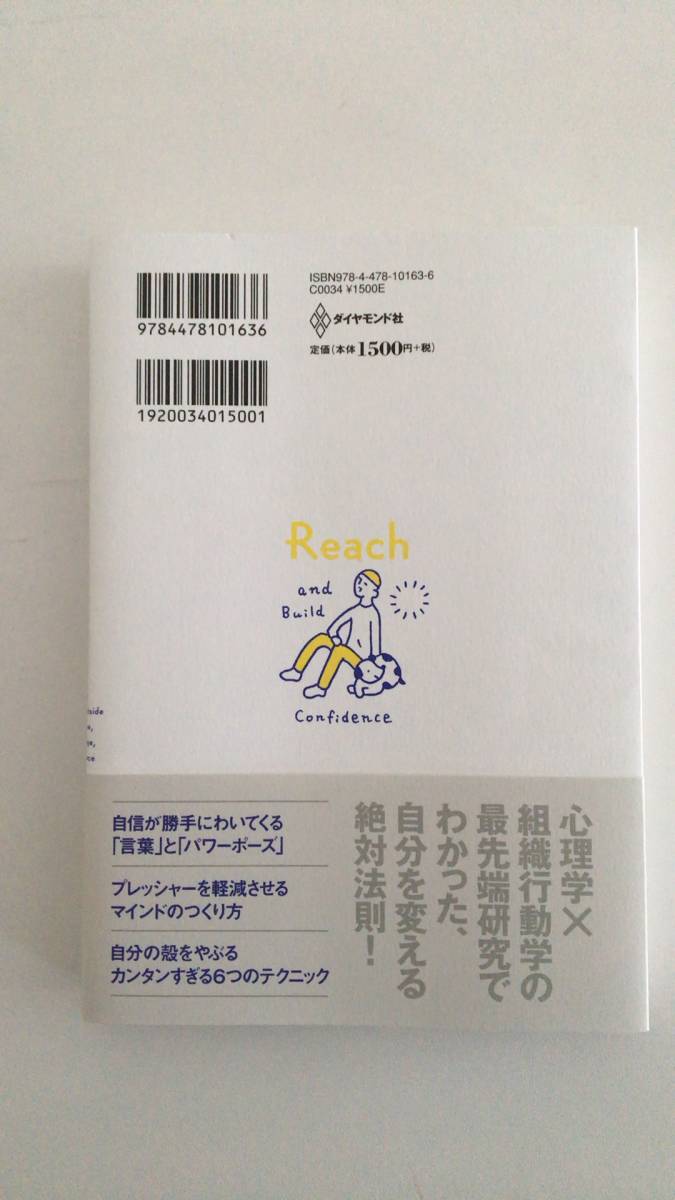 ISBN978-4-478-10163-6
C0034 ¥1500E
9784478101636
ダイヤモンド社
定価(本体1500円+税)
1920034015001
Reach
and
Build
Confidence
心理学×
組織行動学の
最先端研究で
わかった、
自分を変える
絶対法則!
自信が勝手にわいてくる
「言葉」と「パワーポーズ」
プレッシャーを軽減させる
マインドのつくり方
自分の殻をやぶる
カンタンすぎる6つのテクニック